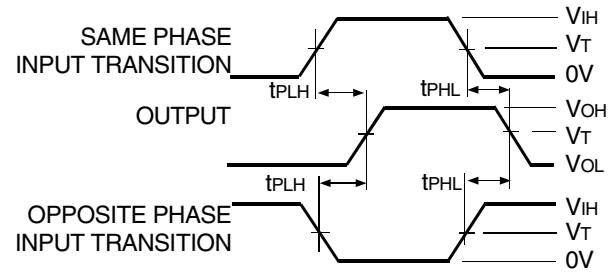 VIH
SAME PHASE
INPUT TRANSITION
VT
0V
tPLH
tPHL
OUTPUT
VOH
VT
VOL
tPLH
tPHL
OPPOSITE PHASE
INPUT TRANSITION
VIH
VT
0V